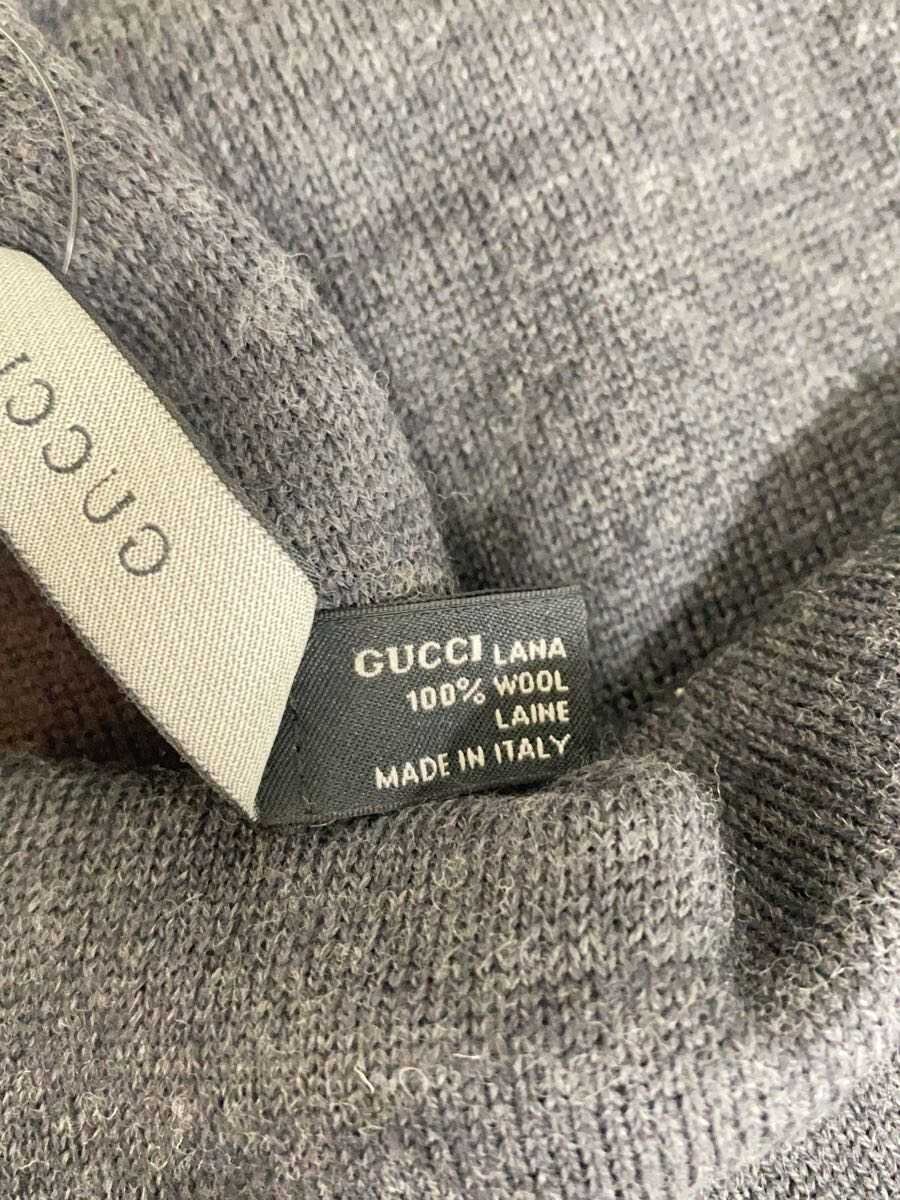 GUCCI
GUCCI LANA
100% WOOL
LAINE
MADE IN ITALY